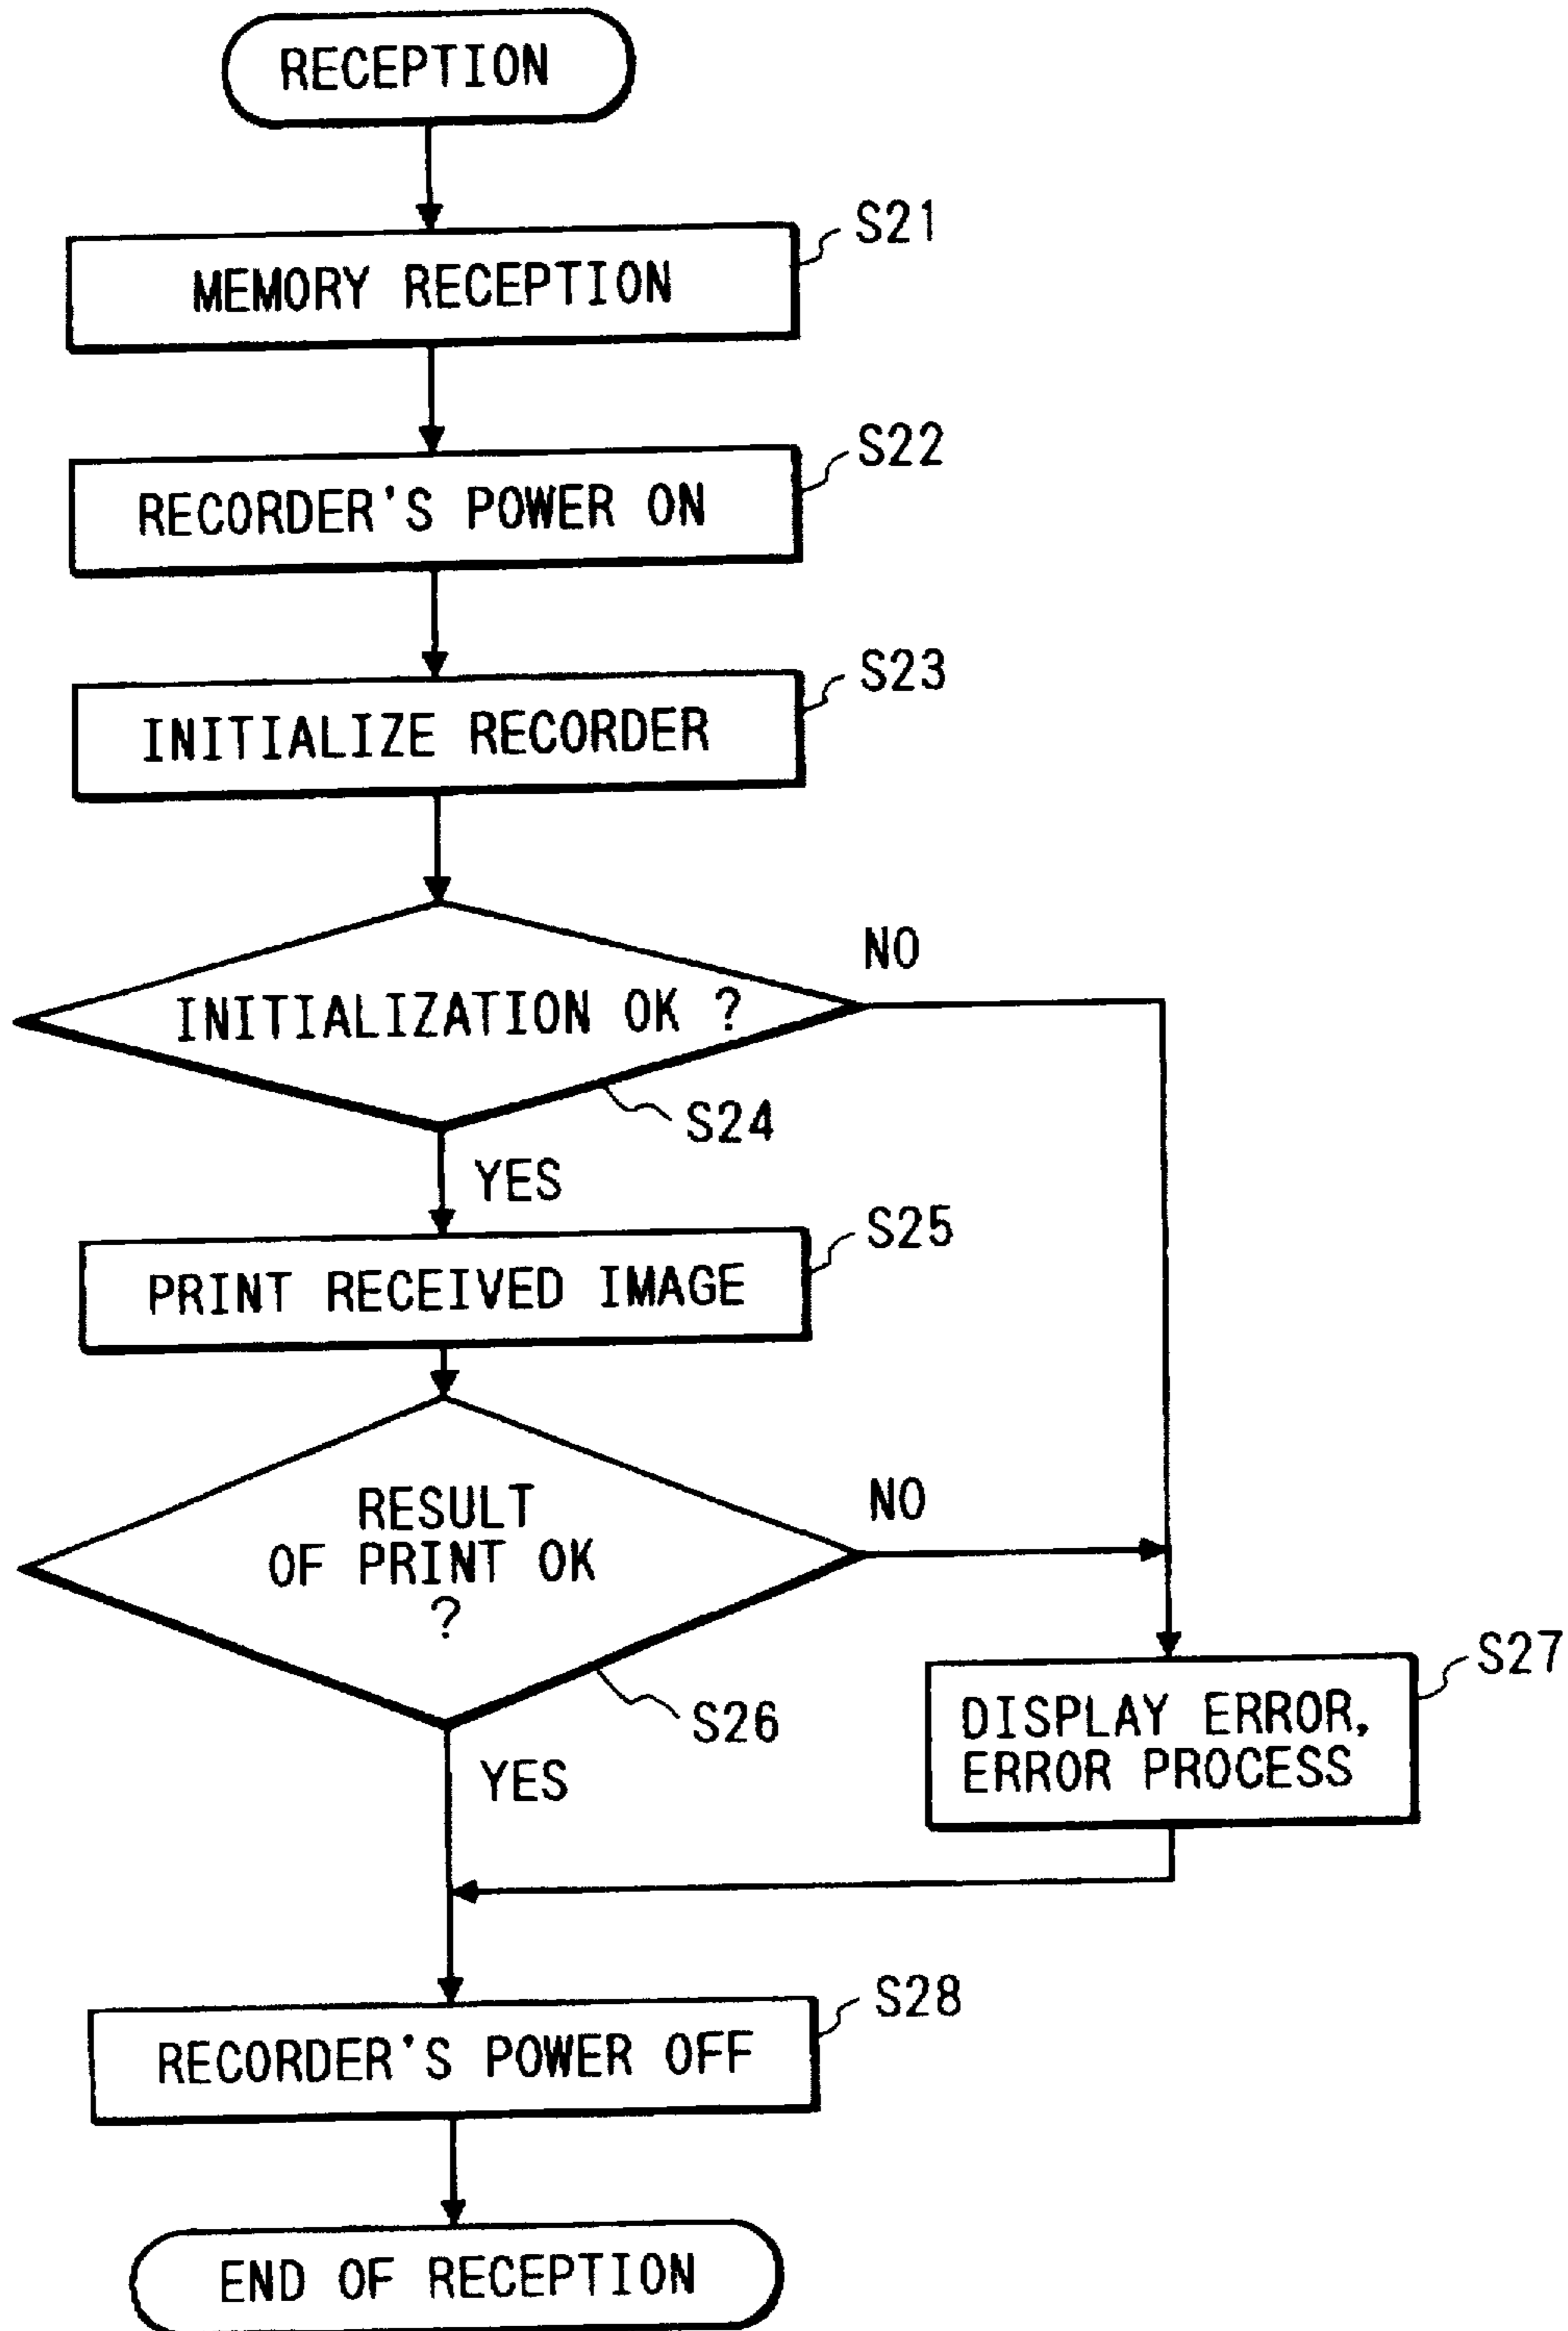 RECEPTION
S21
MEMORY RECEPTION
S22
RECORDER'S POWER ON
S23
INITIALIZE RECORDER
NO
INITIALIZATION OK ?
S24
YES
S25
PRINT RECEIVED IMAGE
RESULT
OF PRINT OK
?
NO
S26
YES
S27
DISPLAY ERROR,
ERROR PROCESS
S28
RECORDER'S POWER OFF
END OF RECEPTION